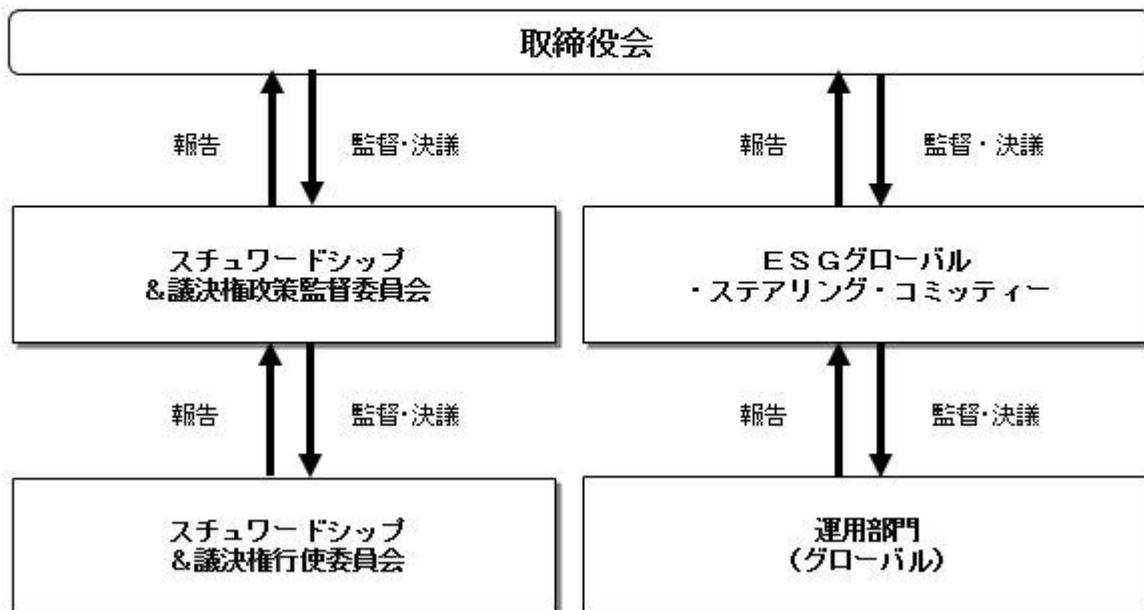 取締役会
報告
監督・決議
報告
監督・決議
スチュワードシップ
＆議決権政策監督委員会
ＥＳＧグローバル
・ステアリング・コミッティー
報告
監督・決議
報告
監督・決議
スチュワードシップ
＆議決権行使委員会
運用部門
（グローバル）